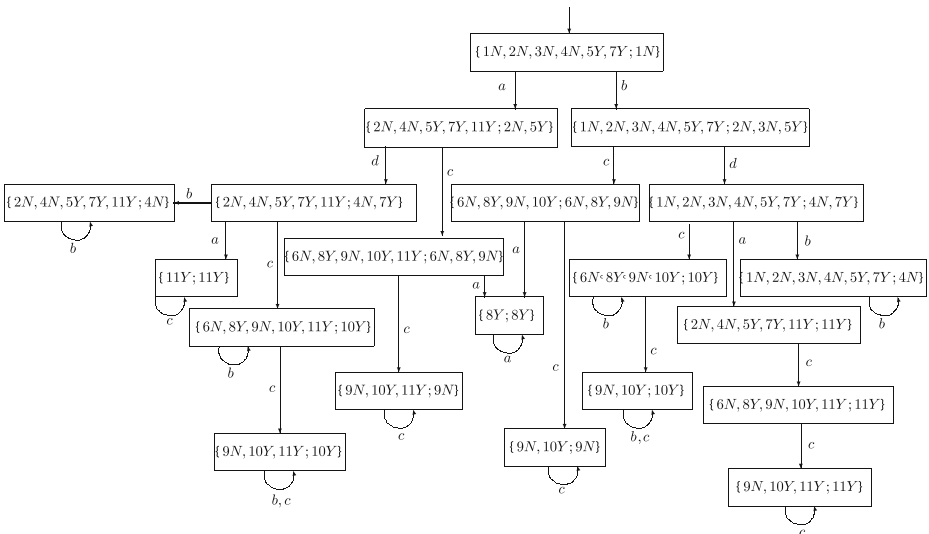 {1N, 2N, 3N, 4N, 5Y, 7Y; 1N}
a
b
{2N, 4N, 5Y, 7Y, 11Y; 2N, 5Y}
{1N, 2N, 3N, 4N, 5Y, 7Y; 2N, 3N, 5Y}
d
c
c
d
{2N, 4N, 5Y, 7Y, 11Y; 4N}
b
{2N, 4N, 5Y, 7Y, 11Y; 4N, 7Y}
{6N, 8Y, 9N, 10Y; 6N, 8Y, 9N}
{1N, 2N, 3N, 4N, 5Y, 7Y; 4N, 7Y}
b
a
c
{6N, 8Y, 9N, 10Y, 11Y; 6N, 8Y, 9N}
a
c
a
b
{11Y; 11Y}
c
a
{6N, 8Y, 9N, 10Y; 10Y}
{1N, 2N, 3N, 4N, 5Y, 7Y; 4N}
b
b
{6N, 8Y, 9N, 10Y, 11Y; 10Y}
b
c
{8Y; 8Y}
a
{2N, 4N, 5Y, 7Y, 11Y; 11Y}
c
c
c
c
{9N, 10Y, 11Y; 9N}
c
{9N, 10Y; 10Y}
b, c
{6N, 8Y, 9N, 10Y, 11Y; 11Y}
c
{9N, 10Y, 11Y; 10Y}
b, c
{9N, 10Y; 9N}
c
{9N, 10Y, 11Y; 11Y}
c